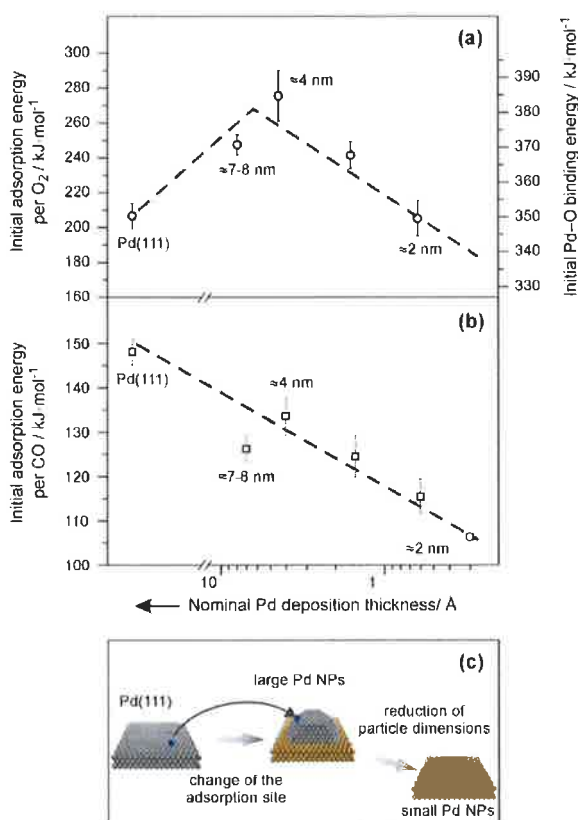 (a)
Initial adsorption energy
per O₂ / kJ·mol⁻¹
300
280
260
240
220
200
180
160
≈4 nm
≈7-8 nm
Pd(111)
≈2 nm
390
380
370
360
350
340
330
Initial Pd–O binding energy / kJ·mol⁻¹
(b)
Initial adsorption energy
per CO / kJ·mol⁻¹
150
140
130
120
110
100
Pd(111)
≈4 nm
≈7-8 nm
≈2 nm
10
1
Nominal Pd deposition thickness/ Å
(c)
large Pd NPs
Pd(111)
reduction of
particle dimensions
change of the
adsorption site
small Pd NPs